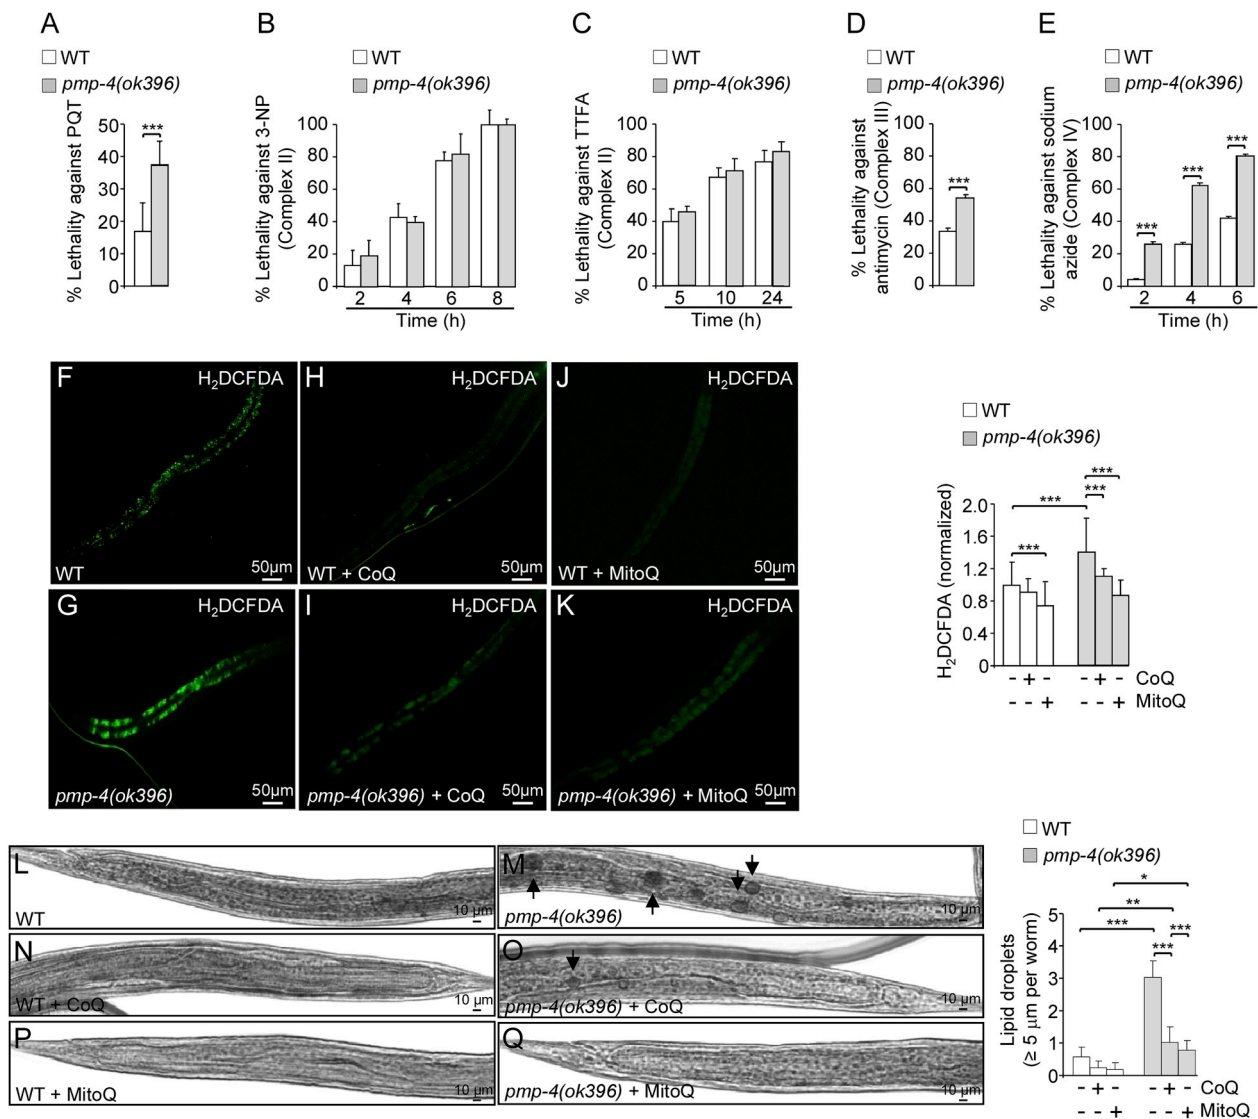 A
WT
pmp-4(ok396)
% Lethality against PQT
50
40
30
20
10
0
***
B
WT
pmp-4(ok396)
% Lethality against 3-NP
(Complex II)
100
80
60
40
20
0
2 4 6 8
Time (h)
C
WT
pmp-4(ok396)
% Lethality against TTFA
(Complex II)
100
80
60
40
20
0
5 10 24
Time (h)
D
WT
pmp-4(ok396)
% Lethality against
antimycin (Complex III)
100
80
60
40
20
0
***
E
WT
pmp-4(ok396)
% Lethality against sodium
azide (Complex IV)
100
80
60
40
20
0
*** *** ***
2 4 6
Time (h)
F
H₂DCFDA
WT
50µm
H
H₂DCFDA
WT + CoQ
50µm
J
H₂DCFDA
WT + MitoQ
50µm
G
H₂DCFDA
pmp-4(ok396)
50µm
I
H₂DCFDA
pmp-4(ok396) + CoQ
50µm
K
H₂DCFDA
pmp-4(ok396) + MitoQ
50µm
WT
pmp-4(ok396)
H₂DCFDA (normalized)
2.0
1.6
1.2
0.8
0.4
0
***
***
***
***
- + - - + - CoQ
- - + - - + MitoQ
L
WT
10 µm
M
pmp-4(ok396)
10 µm
N
WT + CoQ
10 µm
O
pmp-4(ok396) + CoQ
10 µm
P
WT + MitoQ
10 µm
Q
pmp-4(ok396) + MitoQ
10 µm
WT
pmp-4(ok396)
Lipid droplets
(≥ 5 µm per worm)
5
4
3
2
1
0
*
**
***
***
***
- + - - + - CoQ
- - + - - + MitoQ